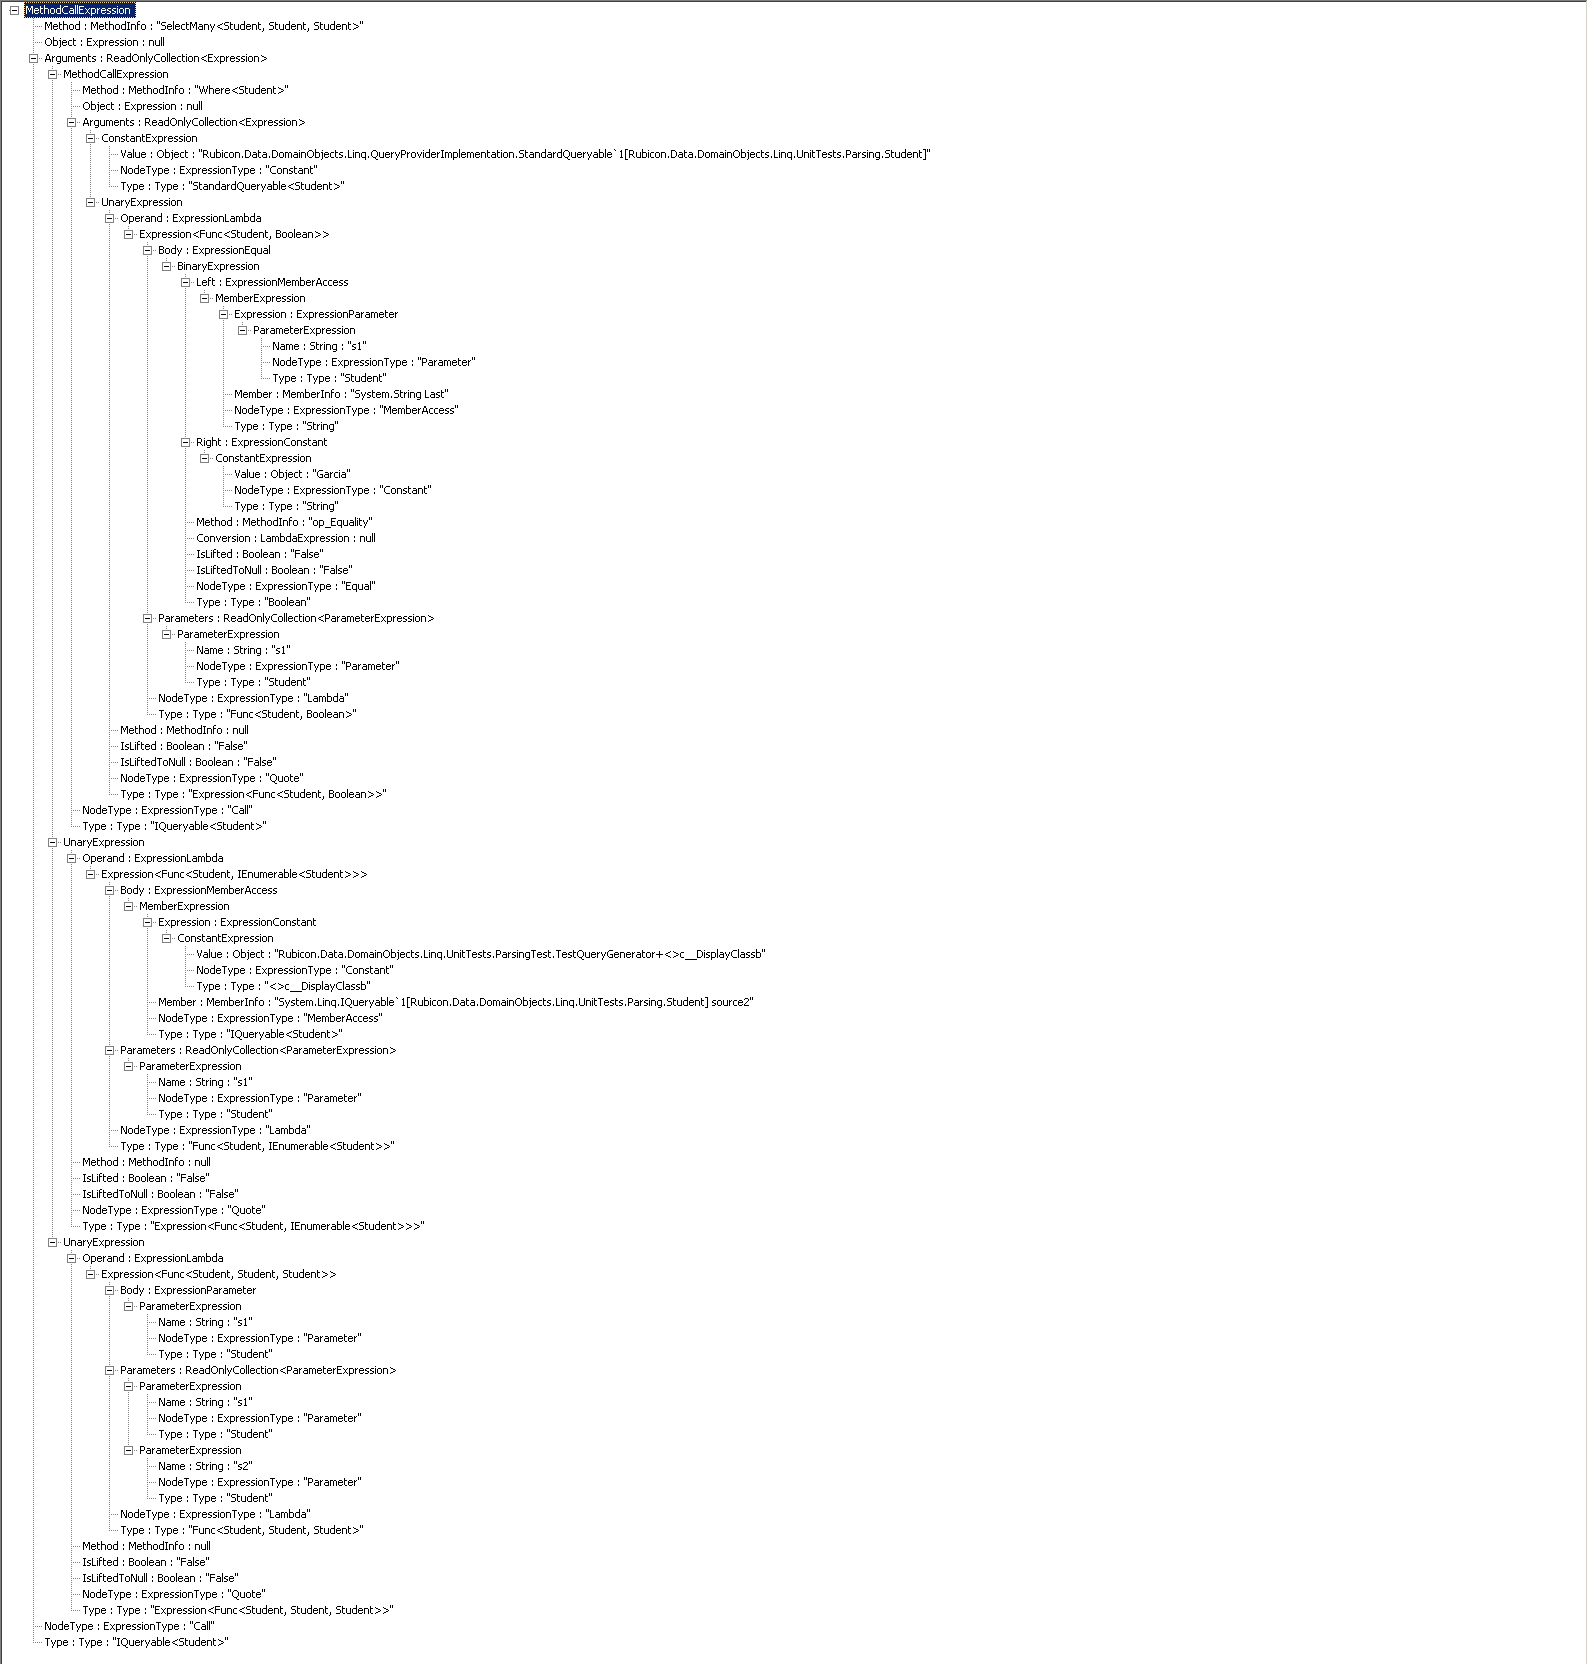 MethodCallExpression
Method : MethodInfo : "SelectMany<Student, Student, Student>"
Object : Expression : null
Arguments : ReadOnlyCollection<Expression>
MethodCallExpression
Method : MethodInfo : "Where<Student>"
Object : Expression : null
Arguments : ReadOnlyCollection<Expression>
ConstantExpression
Value : Object : "Rubicon.Data.DomainObjects.Linq.QueryProviderImplementation.StandardQueryable`1[Rubicon.Data.DomainObjects.Linq.UnitTests.Parsing.Student]"
NodeType : ExpressionType : "Constant"
Type : Type : "StandardQueryable<Student>"
UnaryExpression
Operand : ExpressionLambda
Expression<Func<Student, Boolean>>
Body : ExpressionEqual
BinaryExpression
Left : ExpressionMemberAccess
MemberExpression
Expression : ExpressionParameter
ParameterExpression
Name : String : "s1"
NodeType : ExpressionType : "Parameter"
Type : Type : "Student"
Member : MemberInfo : "System.String Last"
NodeType : ExpressionType : "MemberAccess"
Type : Type : "String"
Right : ExpressionConstant
ConstantExpression
Value : Object : "Garcia"
NodeType : ExpressionType : "Constant"
Type : Type : "String"
Method : MethodInfo : "op_Equality"
Conversion : LambdaExpression : null
IsLifted : Boolean : "False"
IsLiftedToNull : Boolean : "False"
NodeType : ExpressionType : "Equal"
Type : Type : "Boolean"
Parameters : ReadOnlyCollection<ParameterExpression>
ParameterExpression
Name : String : "s1"
NodeType : ExpressionType : "Parameter"
Type : Type : "Student"
NodeType : ExpressionType : "Lambda"
Type : Type : "Func<Student, Boolean>"
Method : MethodInfo : null
IsLifted : Boolean : "False"
IsLiftedToNull : Boolean : "False"
NodeType : ExpressionType : "Quote"
Type : Type : "Expression<Func<Student, Boolean>>"
NodeType : ExpressionType : "Call"
Type : Type : "IQueryable<Student>"
UnaryExpression
Operand : ExpressionLambda
Expression<Func<Student, IEnumerable<Student>>>
Body : ExpressionMemberAccess
MemberExpression
Expression : ExpressionConstant
ConstantExpression
Value : Object : "Rubicon.Data.DomainObjects.Linq.UnitTests.ParsingTest.TestQueryGenerator+<>c__DisplayClassb"
NodeType : ExpressionType : "Constant"
Type : Type : "<>c__DisplayClassb"
Member : MemberInfo : "System.Linq.IQueryable`1[Rubicon.Data.DomainObjects.Linq.UnitTests.Parsing.Student] source2"
NodeType : ExpressionType : "MemberAccess"
Type : Type : "IQueryable<Student>"
Parameters : ReadOnlyCollection<ParameterExpression>
ParameterExpression
Name : String : "s1"
NodeType : ExpressionType : "Parameter"
Type : Type : "Student"
NodeType : ExpressionType : "Lambda"
Type : Type : "Func<Student, IEnumerable<Student>>"
Method : MethodInfo : null
IsLifted : Boolean : "False"
IsLiftedToNull : Boolean : "False"
NodeType : ExpressionType : "Quote"
Type : Type : "Expression<Func<Student, IEnumerable<Student>>>"
UnaryExpression
Operand : ExpressionLambda
Expression<Func<Student, Student, Student>>
Body : ExpressionParameter
ParameterExpression
Name : String : "s1"
NodeType : ExpressionType : "Parameter"
Type : Type : "Student"
Parameters : ReadOnlyCollection<ParameterExpression>
ParameterExpression
Name : String : "s1"
NodeType : ExpressionType : "Parameter"
Type : Type : "Student"
ParameterExpression
Name : String : "s2"
NodeType : ExpressionType : "Parameter"
Type : Type : "Student"
NodeType : ExpressionType : "Lambda"
Type : Type : "Func<Student, Student, Student>"
Method : MethodInfo : null
IsLifted : Boolean : "False"
IsLiftedToNull : Boolean : "False"
NodeType : ExpressionType : "Quote"
Type : Type : "Expression<Func<Student, Student, Student>>"
NodeType : ExpressionType : "Call"
Type : Type : "IQueryable<Student>"